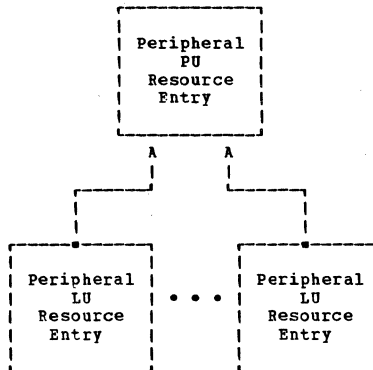 Peripheral
PU
Resource
Entry
A A
Peripheral
LU
Resource
Entry
• • •
Peripheral
LU
Resource
Entry